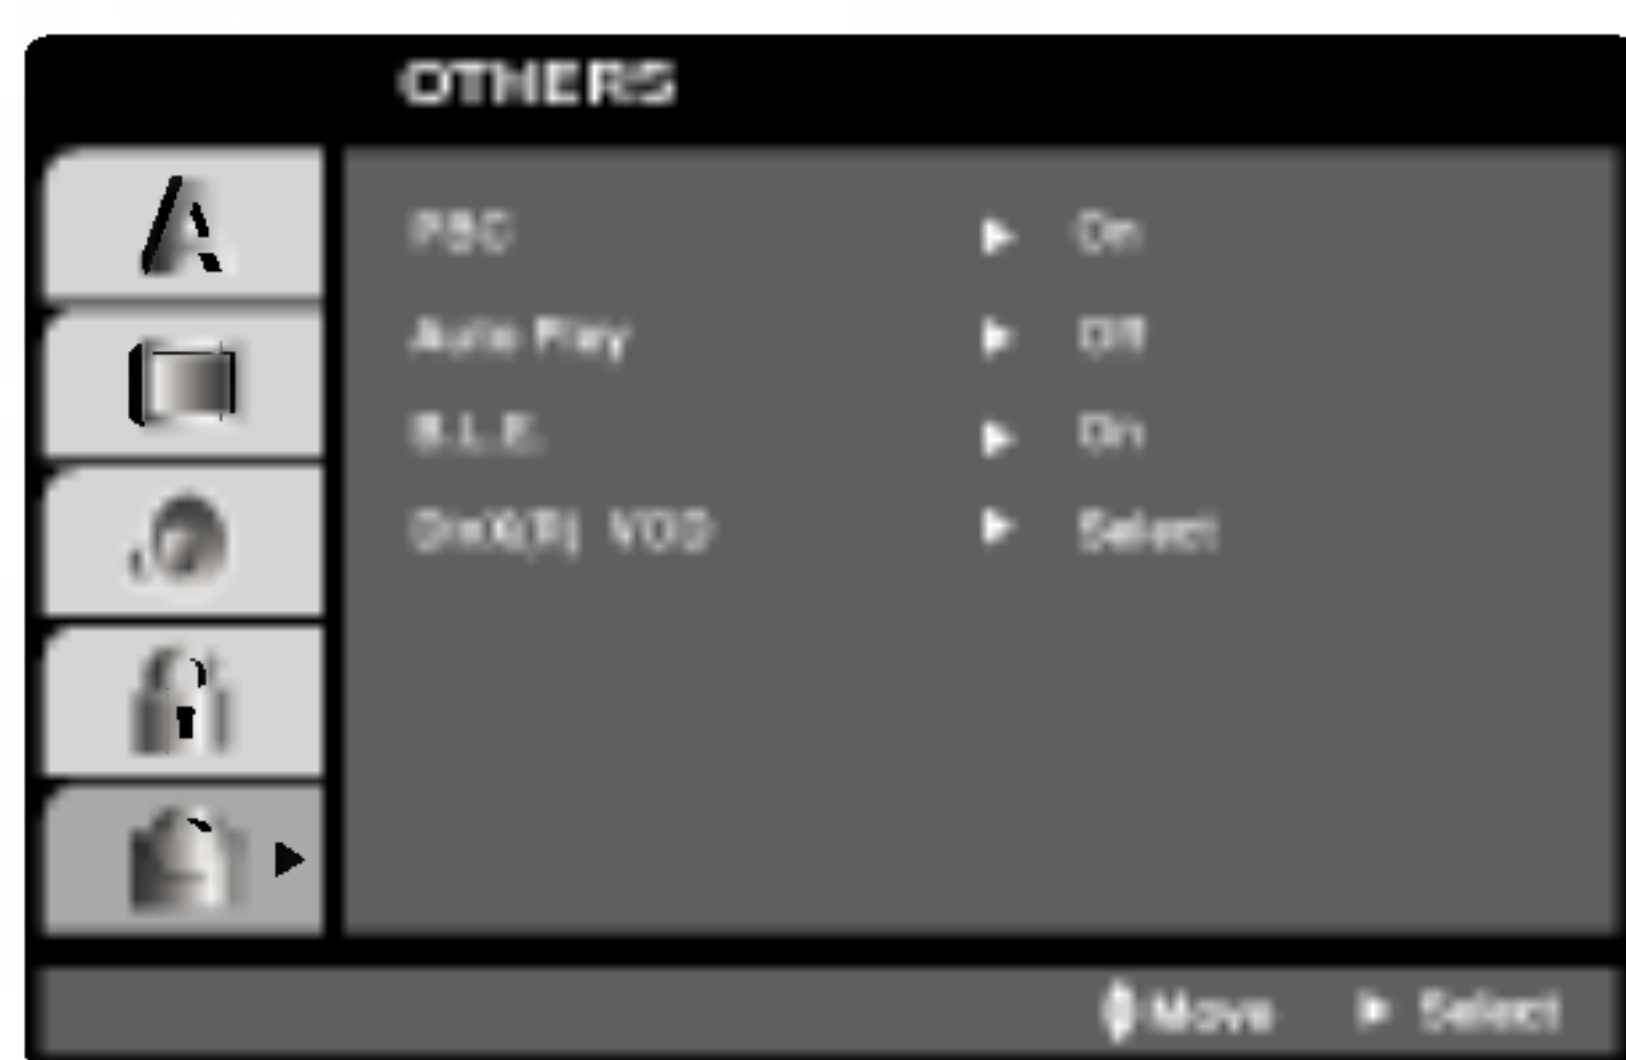 OTHERS
PBC ► On
Auto Play ► Off
B.L.E. ► On
DivX(R) VOD ► Select
Move ► Select